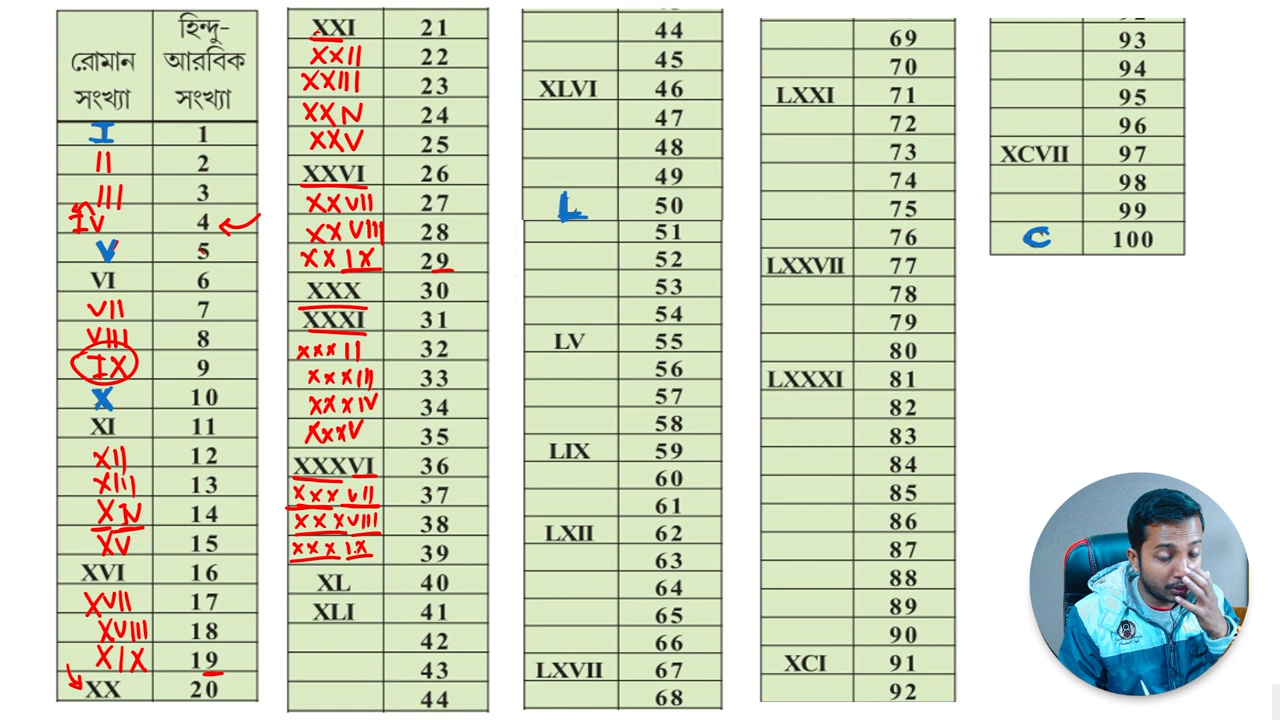 রোমান সংখ্যা হিন্দু-আরবিক সংখ্যা
I 1
II 2
III 3
IV 4
V 5
VI 6
VII 7
VIII 8
IX 9
X 10
XI 11
XII 12
XIII 13
XIV 14
XV 15
XVI 16
XVII 17
XVIII 18
XIX 19
XX 20
XXI 21
XXII 22
XXIII 23
XXIV 24
XXV 25
XXVI 26
XXVII 27
XXVIII 28
XXIX 29
XXX 30
XXXI 31
XXXII 32
XXXIII 33
XXXIV 34
XXXV 35
XXXVI 36
XXXVII 37
XXXVIII 38
XXXIX 39
XL 40
XLI 41
42
43
44
44
45
XLVI 46
47
48
49
L 50
51
52
53
54
LV 55
56
57
58
LIX 59
60
61
LXII 62
63
64
65
66
LXVII 67
68
69
70
LXXI 71
72
73
74
75
76
LXXVII 77
78
79
80
LXXXI 81
82
83
84
85
86
87
88
89
90
XCI 91
92
93
94
95
96
XCVII 97
98
99
C 100